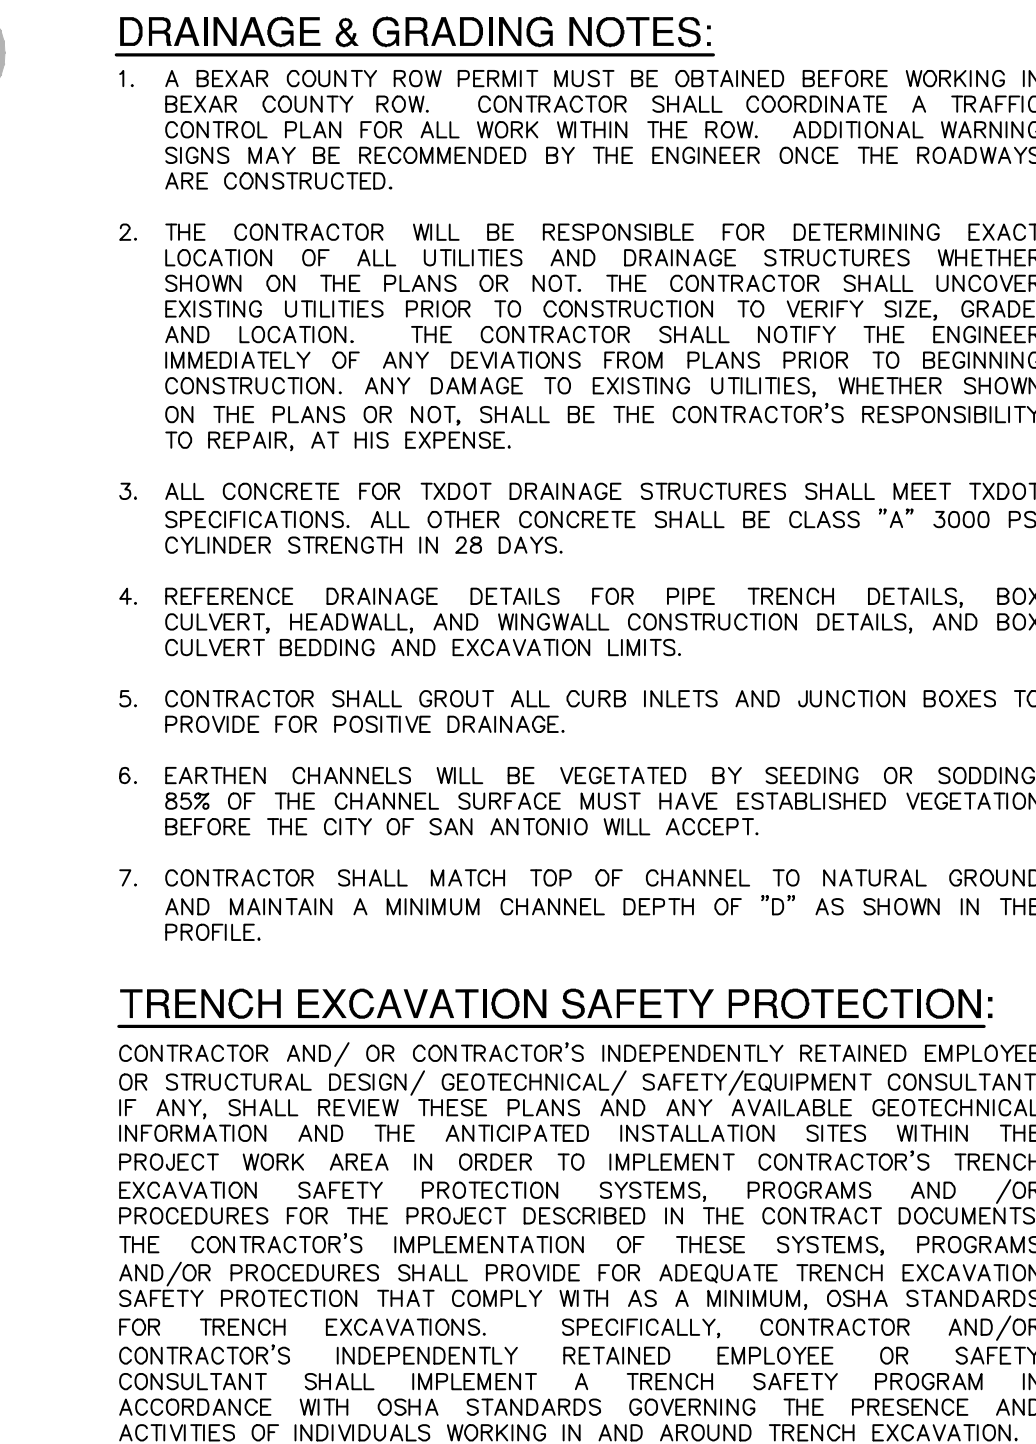 DRAINAGE & GRADING NOTES:
1. A BEXAR COUNTY ROW PERMIT MUST BE OBTAINED BEFORE WORKING IN
BEXAR COUNTY ROW. CONTRACTOR SHALL COORDINATE A TRAFFIC
CONTROL PLAN FOR ALL WORK WITHIN THE ROW. ADDITIONAL WARNING
SIGNS MAY BE RECOMMENDED BY THE ENGINEER ONCE THE ROADWAYS
ARE CONSTRUCTED.
2. THE CONTRACTOR WILL BE RESPONSIBLE FOR DETERMINING EXACT
LOCATION OF ALL UTILITIES AND DRAINAGE STRUCTURES WHETHER
SHOWN ON THE PLANS OR NOT. THE CONTRACTOR SHALL UNCOVER
EXISTING UTILITIES PRIOR TO CONSTRUCTION TO VERIFY SIZE, GRADE,
AND LOCATION. THE CONTRACTOR SHALL NOTIFY THE ENGINEER
IMMEDIATELY OF ANY DEVIATIONS FROM PLANS PRIOR TO BEGINNING
CONSTRUCTION. ANY DAMAGE TO EXISTING UTILITIES, WHETHER SHOWN
ON THE PLANS OR NOT, SHALL BE THE CONTRACTOR'S RESPONSIBILITY
TO REPAIR, AT HIS EXPENSE.
3. ALL CONCRETE FOR TXDOT DRAINAGE STRUCTURES SHALL MEET TXDOT
SPECIFICATIONS. ALL OTHER CONCRETE SHALL BE CLASS "A" 3000 PS
CYLINDER STRENGTH IN 28 DAYS.
4. REFERENCE DRAINAGE DETAILS FOR PIPE TRENCH DETAILS, BOX
CULVERT, HEADWALL, AND WINGWALL CONSTRUCTION DETAILS, AND BOX
CULVERT BEDDING AND EXCAVATION LIMITS.
5. CONTRACTOR SHALL GROUT ALL CURB INLETS AND JUNCTION BOXES TO
PROVIDE FOR POSITIVE DRAINAGE.
6. EARTHEN CHANNELS WILL BE VEGETATED BY SEEDING OR SODDING.
85% OF THE CHANNEL SURFACE MUST HAVE ESTABLISHED VEGETATION
BEFORE THE CITY OF SAN ANTONIO WILL ACCEPT.
7. CONTRACTOR SHALL MATCH TOP OF CHANNEL TO NATURAL GROUND
AND MAINTAIN A MINIMUM CHANNEL DEPTH OF "D" AS SHOWN IN THE
PROFILE.
TRENCH EXCAVATION SAFETY PROTECTION:
CONTRACTOR AND/ OR CONTRACTOR'S INDEPENDENTLY RETAINED EMPLOYEE
OR STRUCTURAL DESIGN/ GEOTECHNICAL/ SAFETY/EQUIPMENT CONSULTANT,
IF ANY, SHALL REVIEW THESE PLANS AND ANY AVAILABLE GEOTECHNICAL
INFORMATION AND THE ANTICIPATED INSTALLATION SITES WITHIN THE
PROJECT WORK AREA IN ORDER TO IMPLEMENT CONTRACTOR'S TRENCH
EXCAVATION SAFETY PROTECTION SYSTEMS, PROGRAMS AND /OR
PROCEDURES FOR THE PROJECT DESCRIBED IN THE CONTRACT DOCUMENTS.
THE CONTRACTOR'S IMPLEMENTATION OF THESE SYSTEMS, PROGRAMS
AND/OR PROCEDURES SHALL PROVIDE FOR ADEQUATE TRENCH EXCAVATION
SAFETY PROTECTION THAT COMPLY WITH AS A MINIMUM, OSHA STANDARDS
FOR TRENCH EXCAVATIONS. SPECIFICALLY, CONTRACTOR AND/OR
CONTRACTOR'S INDEPENDENTLY RETAINED EMPLOYEE OR SAFETY
CONSULTANT SHALL IMPLEMENT A TRENCH SAFETY PROGRAM IN
ACCORDANCE WITH OSHA STANDARDS GOVERNING THE PRESENCE AND
ACTIVITIES OF INDIVIDUALS WORKING IN AND AROUND TRENCH EXCAVATION.